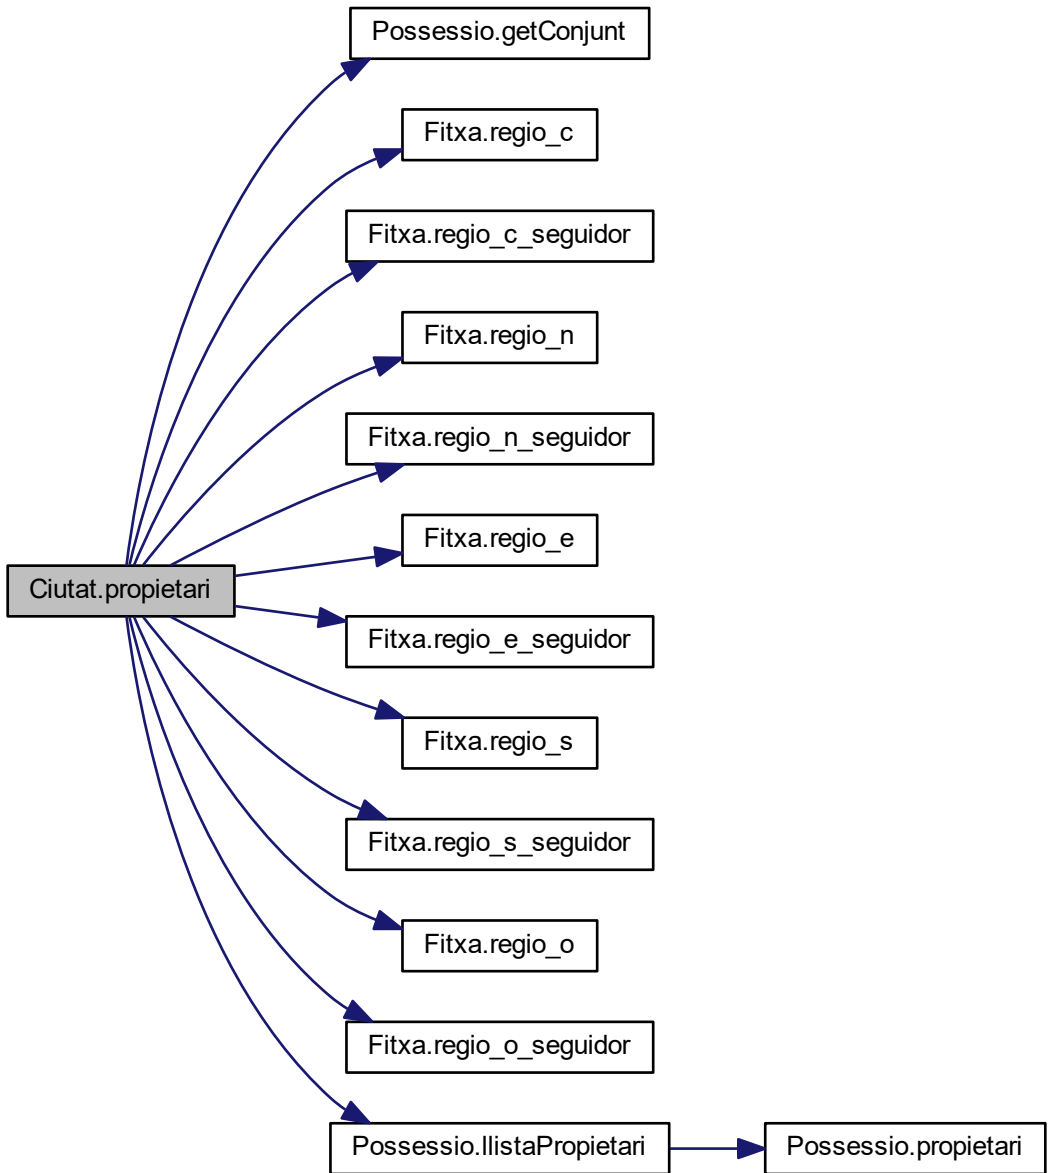 Possessio.getConjunt
Fitxa.regio_c
Fitxa.regio_c_seguidor
Fitxa.regio_n
Fitxa.regio_n_seguidor
Fitxa.regio_e
Ciutat.propietari
Fitxa.regio_e_seguidor
Fitxa.regio_s
Fitxa.regio_s_seguidor
Fitxa.regio_o
Fitxa.regio_o_seguidor
Possessio.llistaPropietari
Possessio.propietari